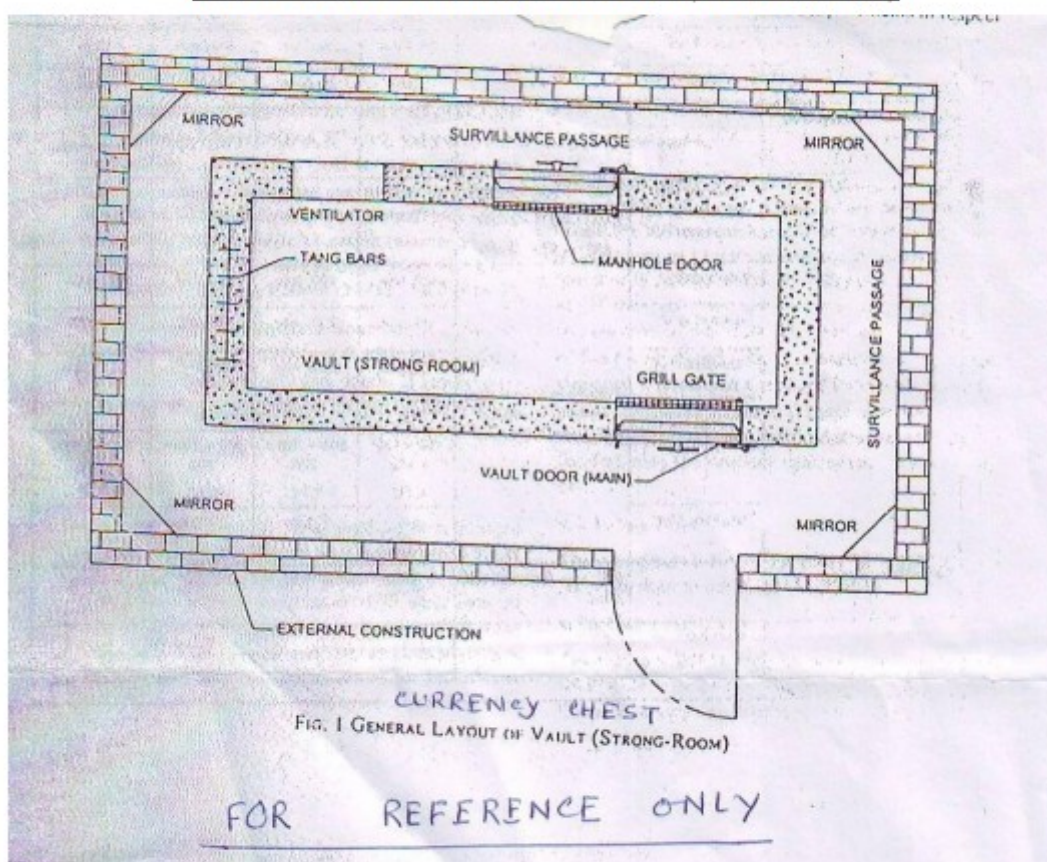 MIRROR
SURVILLANCE PASSAGE
MIRROR
VENTILATOR
TANG BARS
MANHOLE DOOR
VAULT (STRONG ROOM)
GRILL GATE
SURVILLANCE PASSAGE
VAULT DOOR (MAIN)
MIRROR
MIRROR
EXTERNAL CONSTRUCTION
CURRENCY CHEST
FIG. 1 GENERAL LAYOUT OF VAULT (STRONG-ROOM)
FOR REFERENCE ONLY